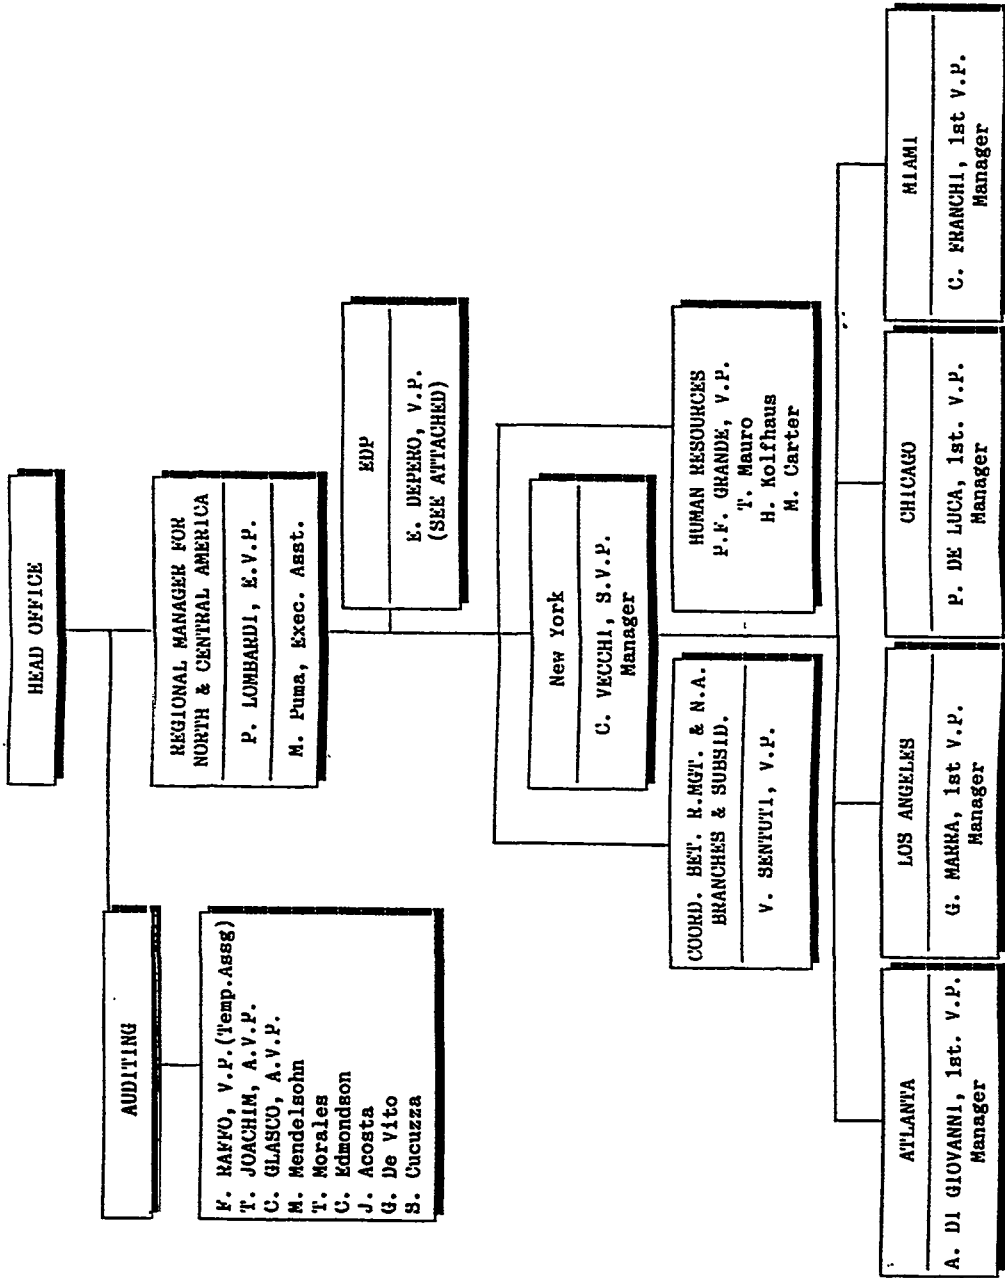 HEAD OFFICE
AUDITING
F. RAFFO, V.P.(Temp.Assg)
T. JOACHIM, A.V.P.
C. GLASCO, A.V.P.
M. Mendelsohn
T. Morales
C. Edmondson
J. Acosta
G. De Vito
S. Cucuzza
REGIONAL MANAGER FOR
NORTH & CENTRAL AMERICA
P. LOMBARDI, E.V.P.
M. Puma, Exec. Asst.
EDP
E. DEPERO, V.P.
(SEE ATTACHED)
New York
C. VECCHI, S.V.P.
Manager
COORD. BET. R.MGT. & N.A.
BRANCHES & SUBSID.
V. SENTUTI, V.P.
HUMAN RESOURCES
P.F. GRANDE, V.P.
T. Mauro
H. Kolfhaus
M. Carter
ATLANTA
A. DI GIOVANNI, 1st. V.P.
Manager
LOS ANGELES
G. MARRA, 1st V.P.
Manager
CHICAGO
P. DE LUCA, 1st. V.P.
Manager
MIAMI
C. FRANCHI, 1st V.P.
Manager